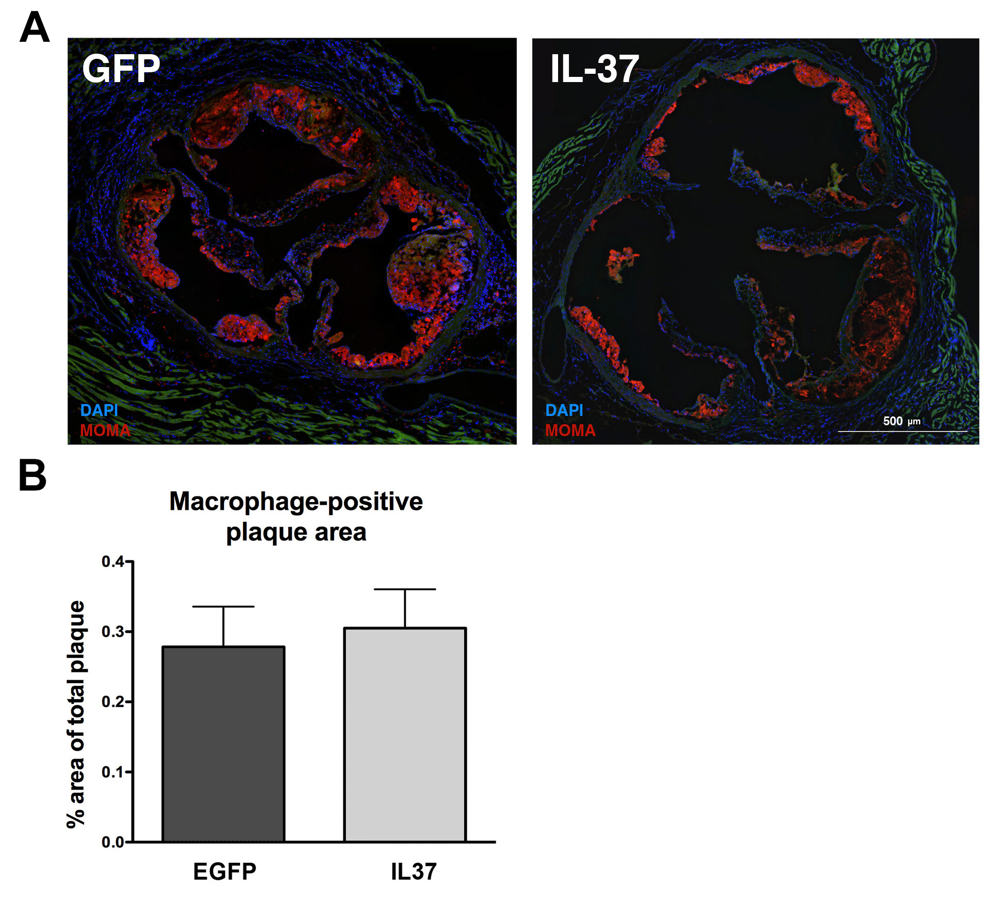 A
GFP
IL-37
DAPI
MOMA
DAPI
MOMA
500 µm
B
Macrophage-positive
plaque area
% area of total plaque
0.4
0.3
0.2
0.1
0.0
EGFP
IL37